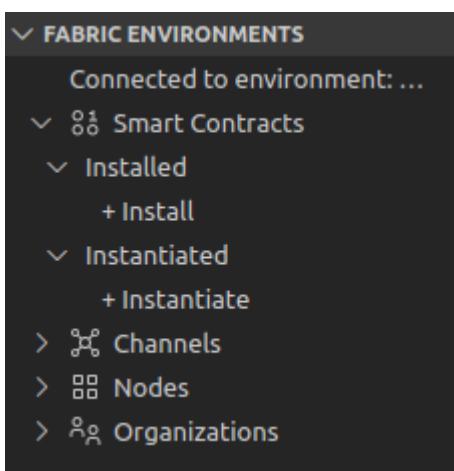 FABRIC ENVIRONMENTS
Connected to environment: ...
Smart Contracts
Installed
+ Install
Instantiated
+ Instantiate
Channels
Nodes
Organizations